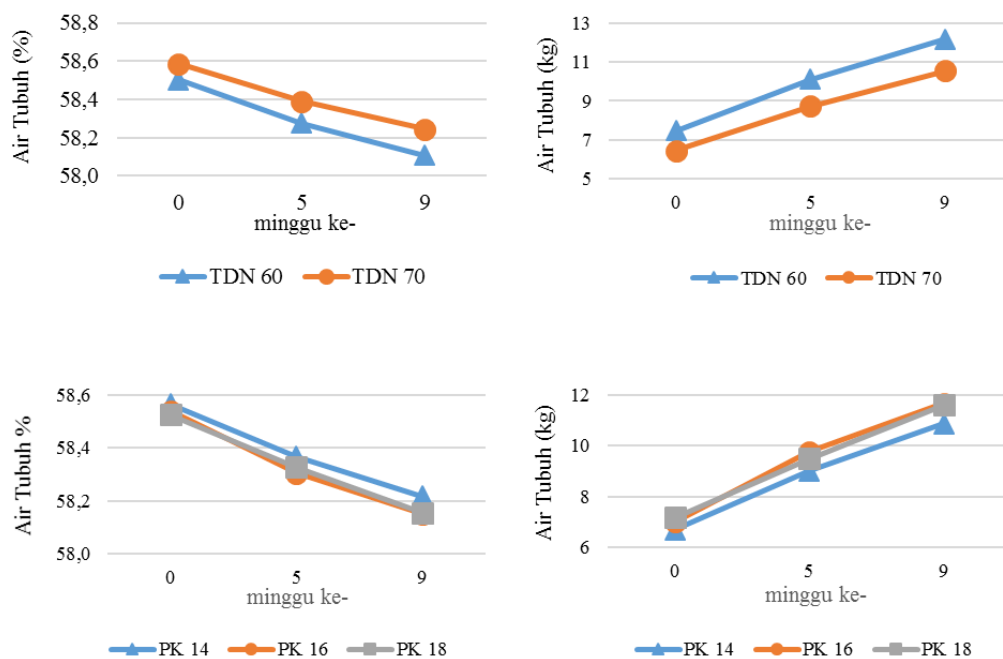 Air Tubuh (%)
58,8
58,6
58,4
58,2
58,0
0 5 9
minggu ke-
TDN 60 TDN 70
Air Tubuh (kg)
13
11
9
7
5
0 5 9
minggu ke-
TDN 60 TDN 70
Air Tubuh %
58,6
58,4
58,2
58,0
0 5 9
minggu ke-
PK 14 PK 16 PK 18
Air Tubuh (kg)
12
10
8
6
0 5 9
minggu ke-
PK 14 PK 16 PK 18